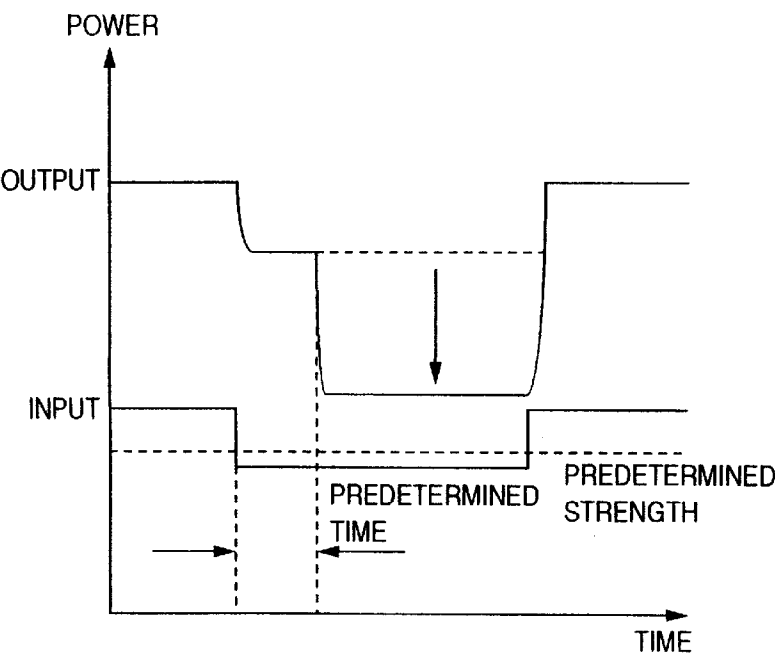 POWER
OUTPUT
INPUT
PREDETERMINED
TIME
PREDETERMINED
STRENGTH
TIME